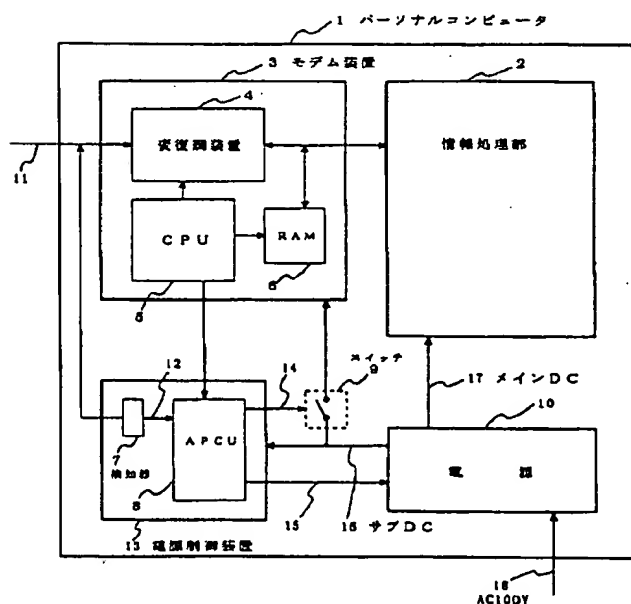 1 パーソナルコンピュータ
3 モデム装置
2
4
変復調装置
情報処理部
11
CPU
RAM
5
6
スイッチ
9
12
14
17 メインDC
10
APCU
7
検知器
8
電源
15
16 サブDC
13 電源制御装置
18
AC100V